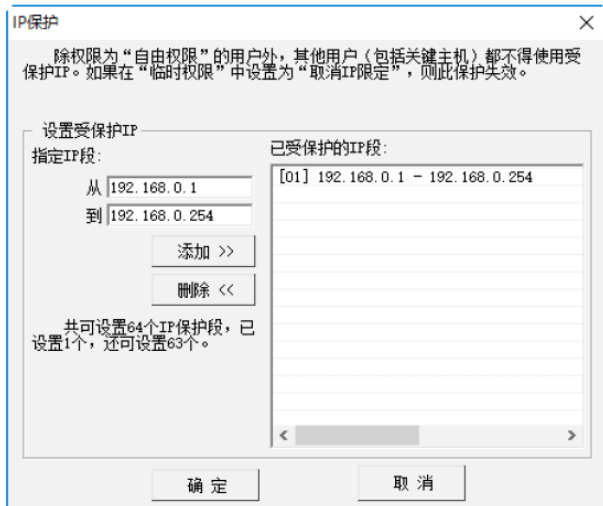 IP保护
除权限为“自由权限”的用户外，其他用户（包括关键主机）都不得使用受
保护IP。如果在“临时权限”中设置为“取消IP限定”，则此保护失效。
设置受保护IP
指定IP段:
从 192.168.0.1
到 192.168.0.254
添加 >>
删除 <<
共可设置64个IP保护段，已
设置1个，还可设置63个。
已受保护的IP段:
[01] 192.168.0.1 - 192.168.0.254
确 定
取 消